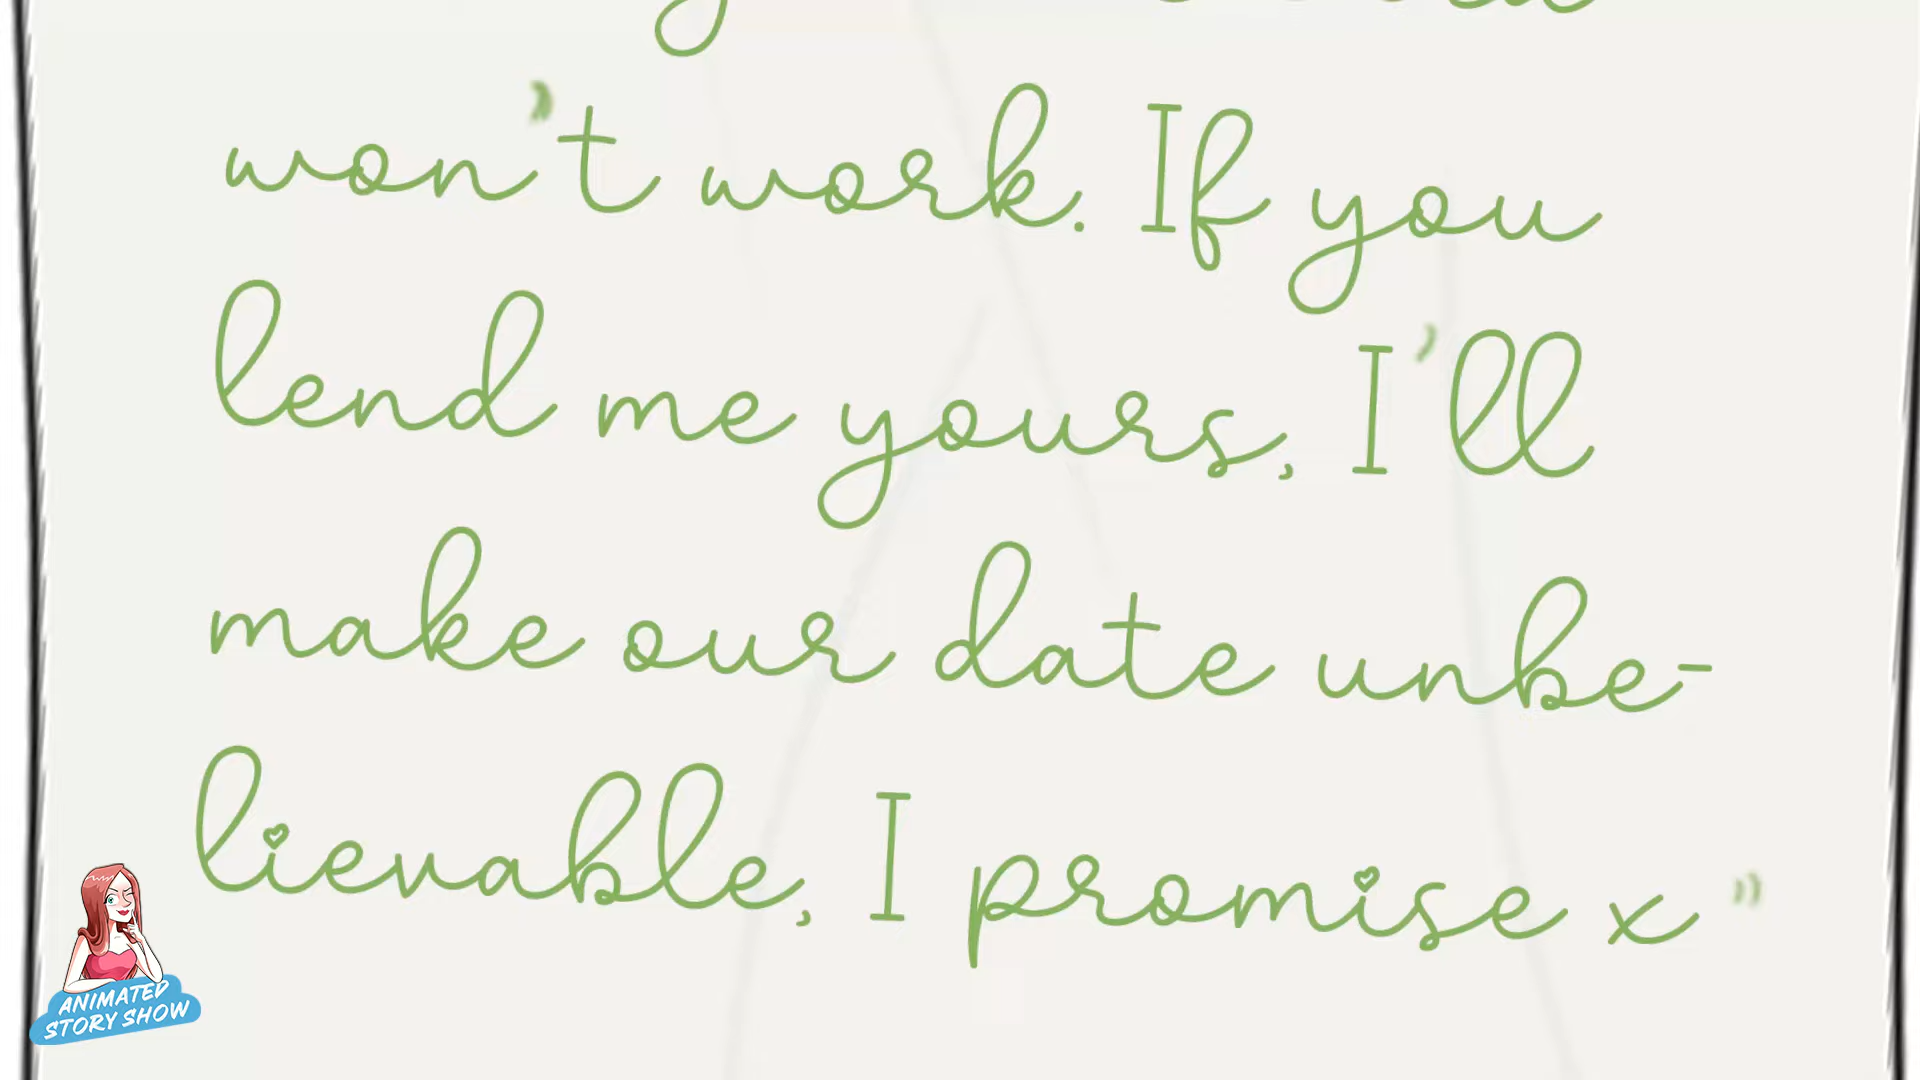 won't work. If you
lend me yours, I'll
make our date unbe-
lievable, I promise x "
ANIMATED
STORY SHOW